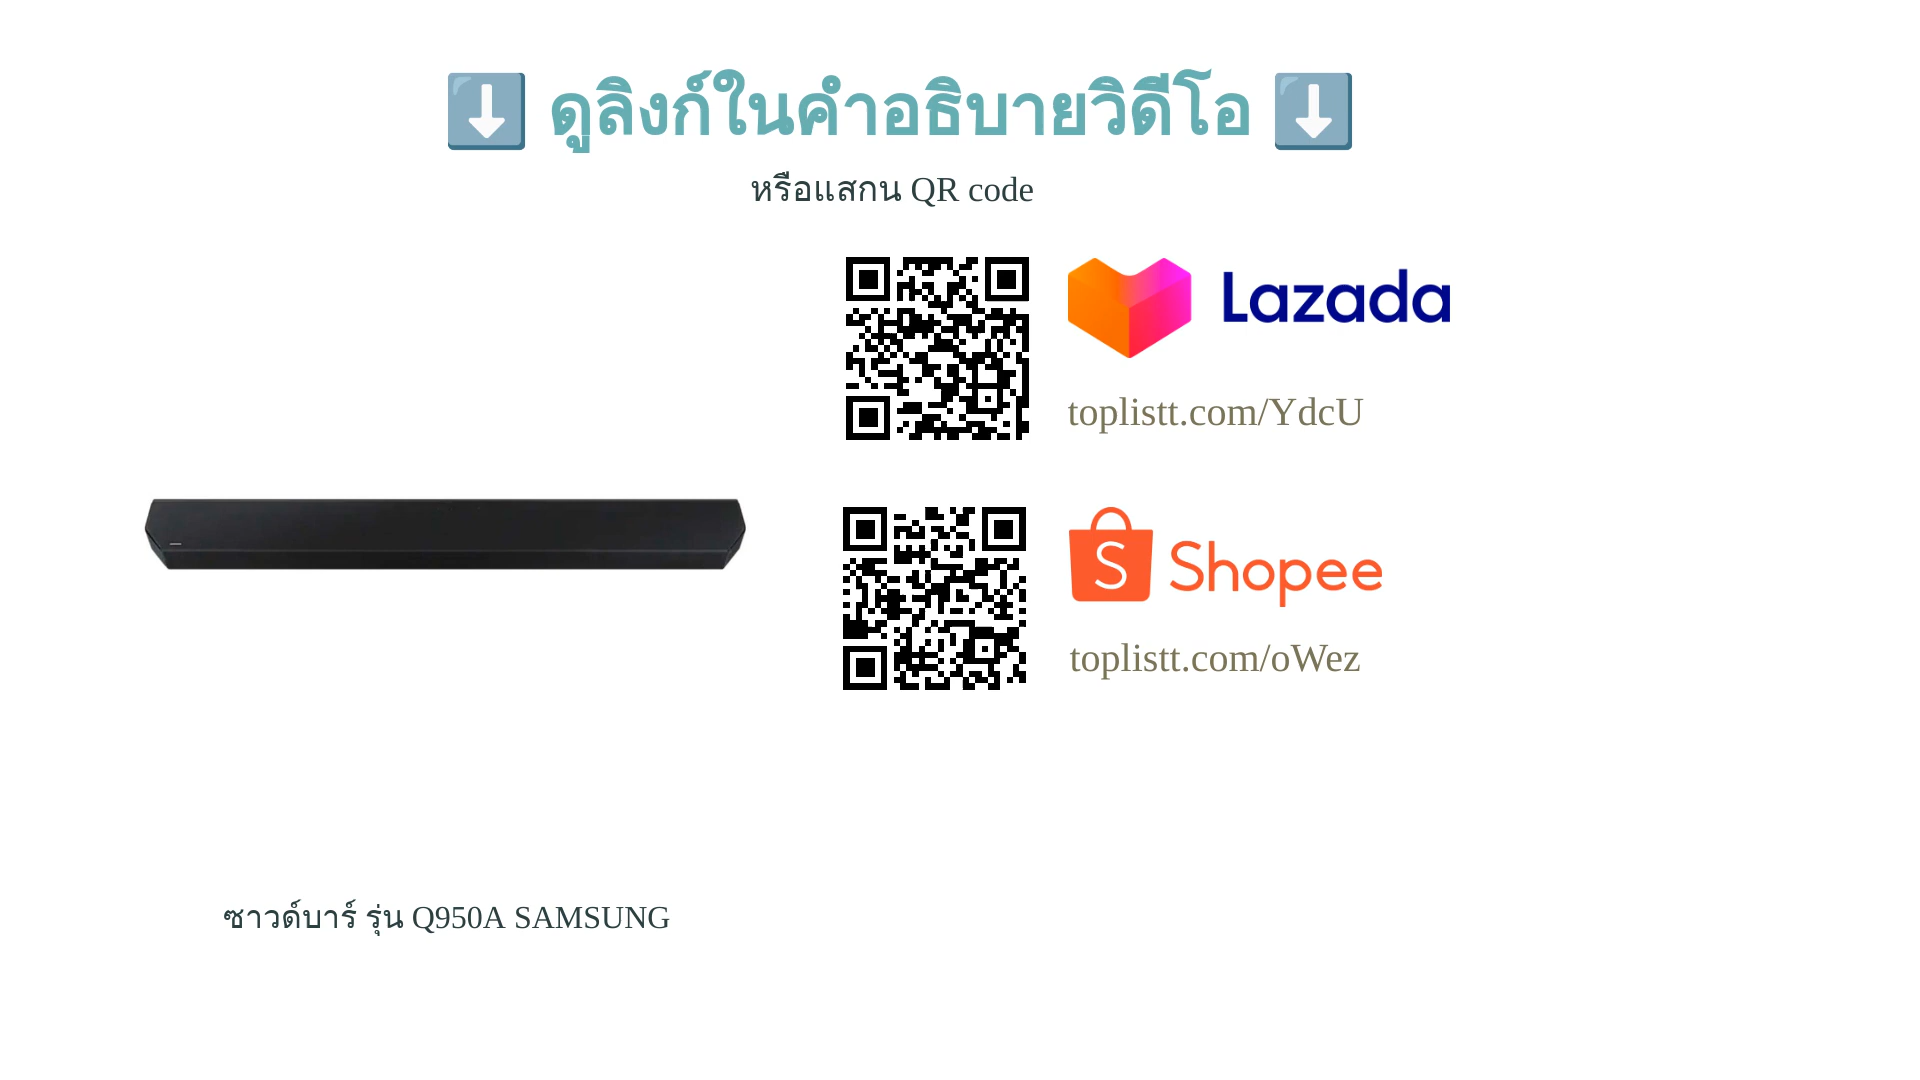 ⬇️ ดูลิงก์ในคำอธิบายวิดีโอ ⬇️
หรือแสกน QR code
Lazada
toplistt.com/YdcU
Shopee
toplistt.com/oWez
ซาวด์บาร์ รุ่น Q950A SAMSUNG